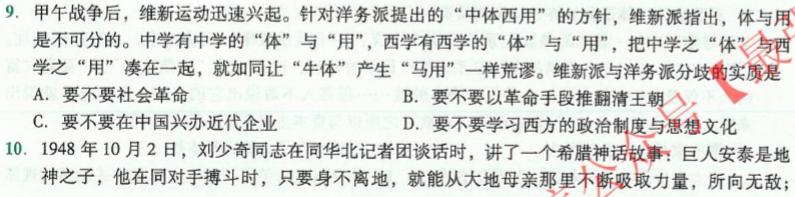 9. 甲午战争后，维新运动迅速兴起。针对洋务派提出的“中体西用”的方针，维新派指出，体与用
是不可分的。中学有中学的“体”与“用”，西学有西学的“体”与“用”，把中学之“体”与西
学之“用”凑在一起，就如同让“牛体”产生“马用”一样荒谬。维新派与洋务派分歧的实质是
A. 要不要社会革命 B. 要不要以革命手段推翻清王朝
C. 要不要在中国兴办近代企业 D. 要不要学习西方的政治制度与思想文化
10. 1948 年 10 月 2 日，刘少奇同志在同华北记者团谈话时，讲了一个希腊神话故事：巨人安泰是地
神之子，他在同对手搏斗时，只要身不离地，就能从大地母亲那里不断吸取力量，所向无敌；
公众号【最